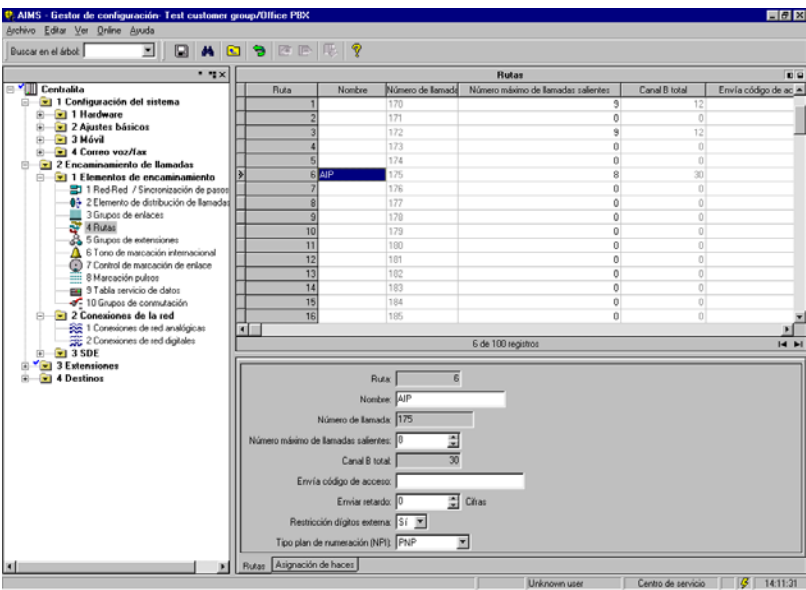 AIMS - Gestor de configuración- Test customer group/Office PBX
Archivo Editar Ver Online Ayuda
Buscar en el árbol:
Centralita
1 Configuración del sistema
1 Hardware
2 Ajustes básicos
3 Móvil
4 Correo voz/fax
2 Encaminamiento de llamadas
1 Elementos de encaminamiento
1 Red-Red / Sincronización de pasos
2 Elemento de distribución de llamadas
3 Grupos de enlaces
4 Rutas
5 Grupos de extensiones
6 Tono de marcación internacional
7 Control de marcación de enlace
8 Marcación pulsos
9 Tabla servicio de datos
10 Grupos de conmutación
2 Conexiones de la red
1 Conexiones de red analógicas
2 Conexiones de red digitales
3 SDE
3 Extensiones
4 Destinos
Rutas
Ruta Nombre Número de llamada Número máximo de llamadas salientes Canal B total Envía código de ac
1 170 9 12
2 171 0 0
3 172 9 12
4 173 0 0
5 174 0 0
6 AIP 175 8 30
7 176 0 0
8 177 0 0
9 178 0 0
10 179 0 0
11 180 0 0
12 181 0 0
13 182 0 0
14 183 0 0
15 184 0 0
16 185 0 0
6 de 100 registros
Ruta: 6
Nombre: AIP
Número de llamada: 175
Número máximo de llamadas salientes: 8
Canal B total: 30
Envía código de acceso:
Enviar retardo: 0 Cifras
Restricción dígitos externa: Sí
Tipo plan de numeración (NPI): PNP
Rutas Asignación de haces
Unknown user Centro de servicio 14:11:31